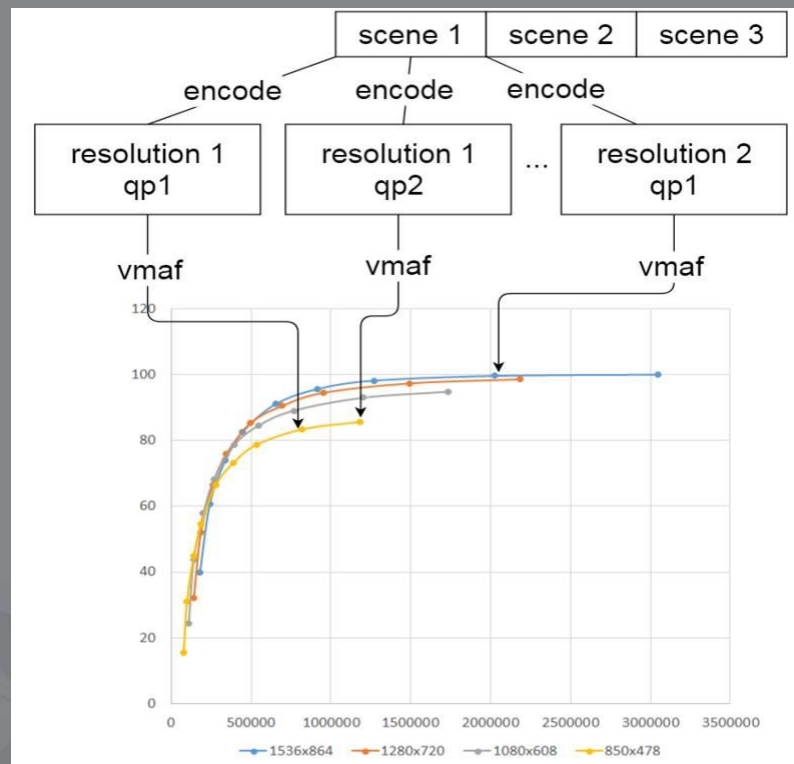 scene 1 scene 2 scene 3
encode encode encode
resolution 1 resolution 1 ... resolution 2
qp1 qp2 qp1
vmaf vmaf vmaf
120
100
80
60
40
20
0
0 500000 1000000 1500000 2000000 2500000 3000000 3500000
1536x864 1280x720 1080x608 850x478